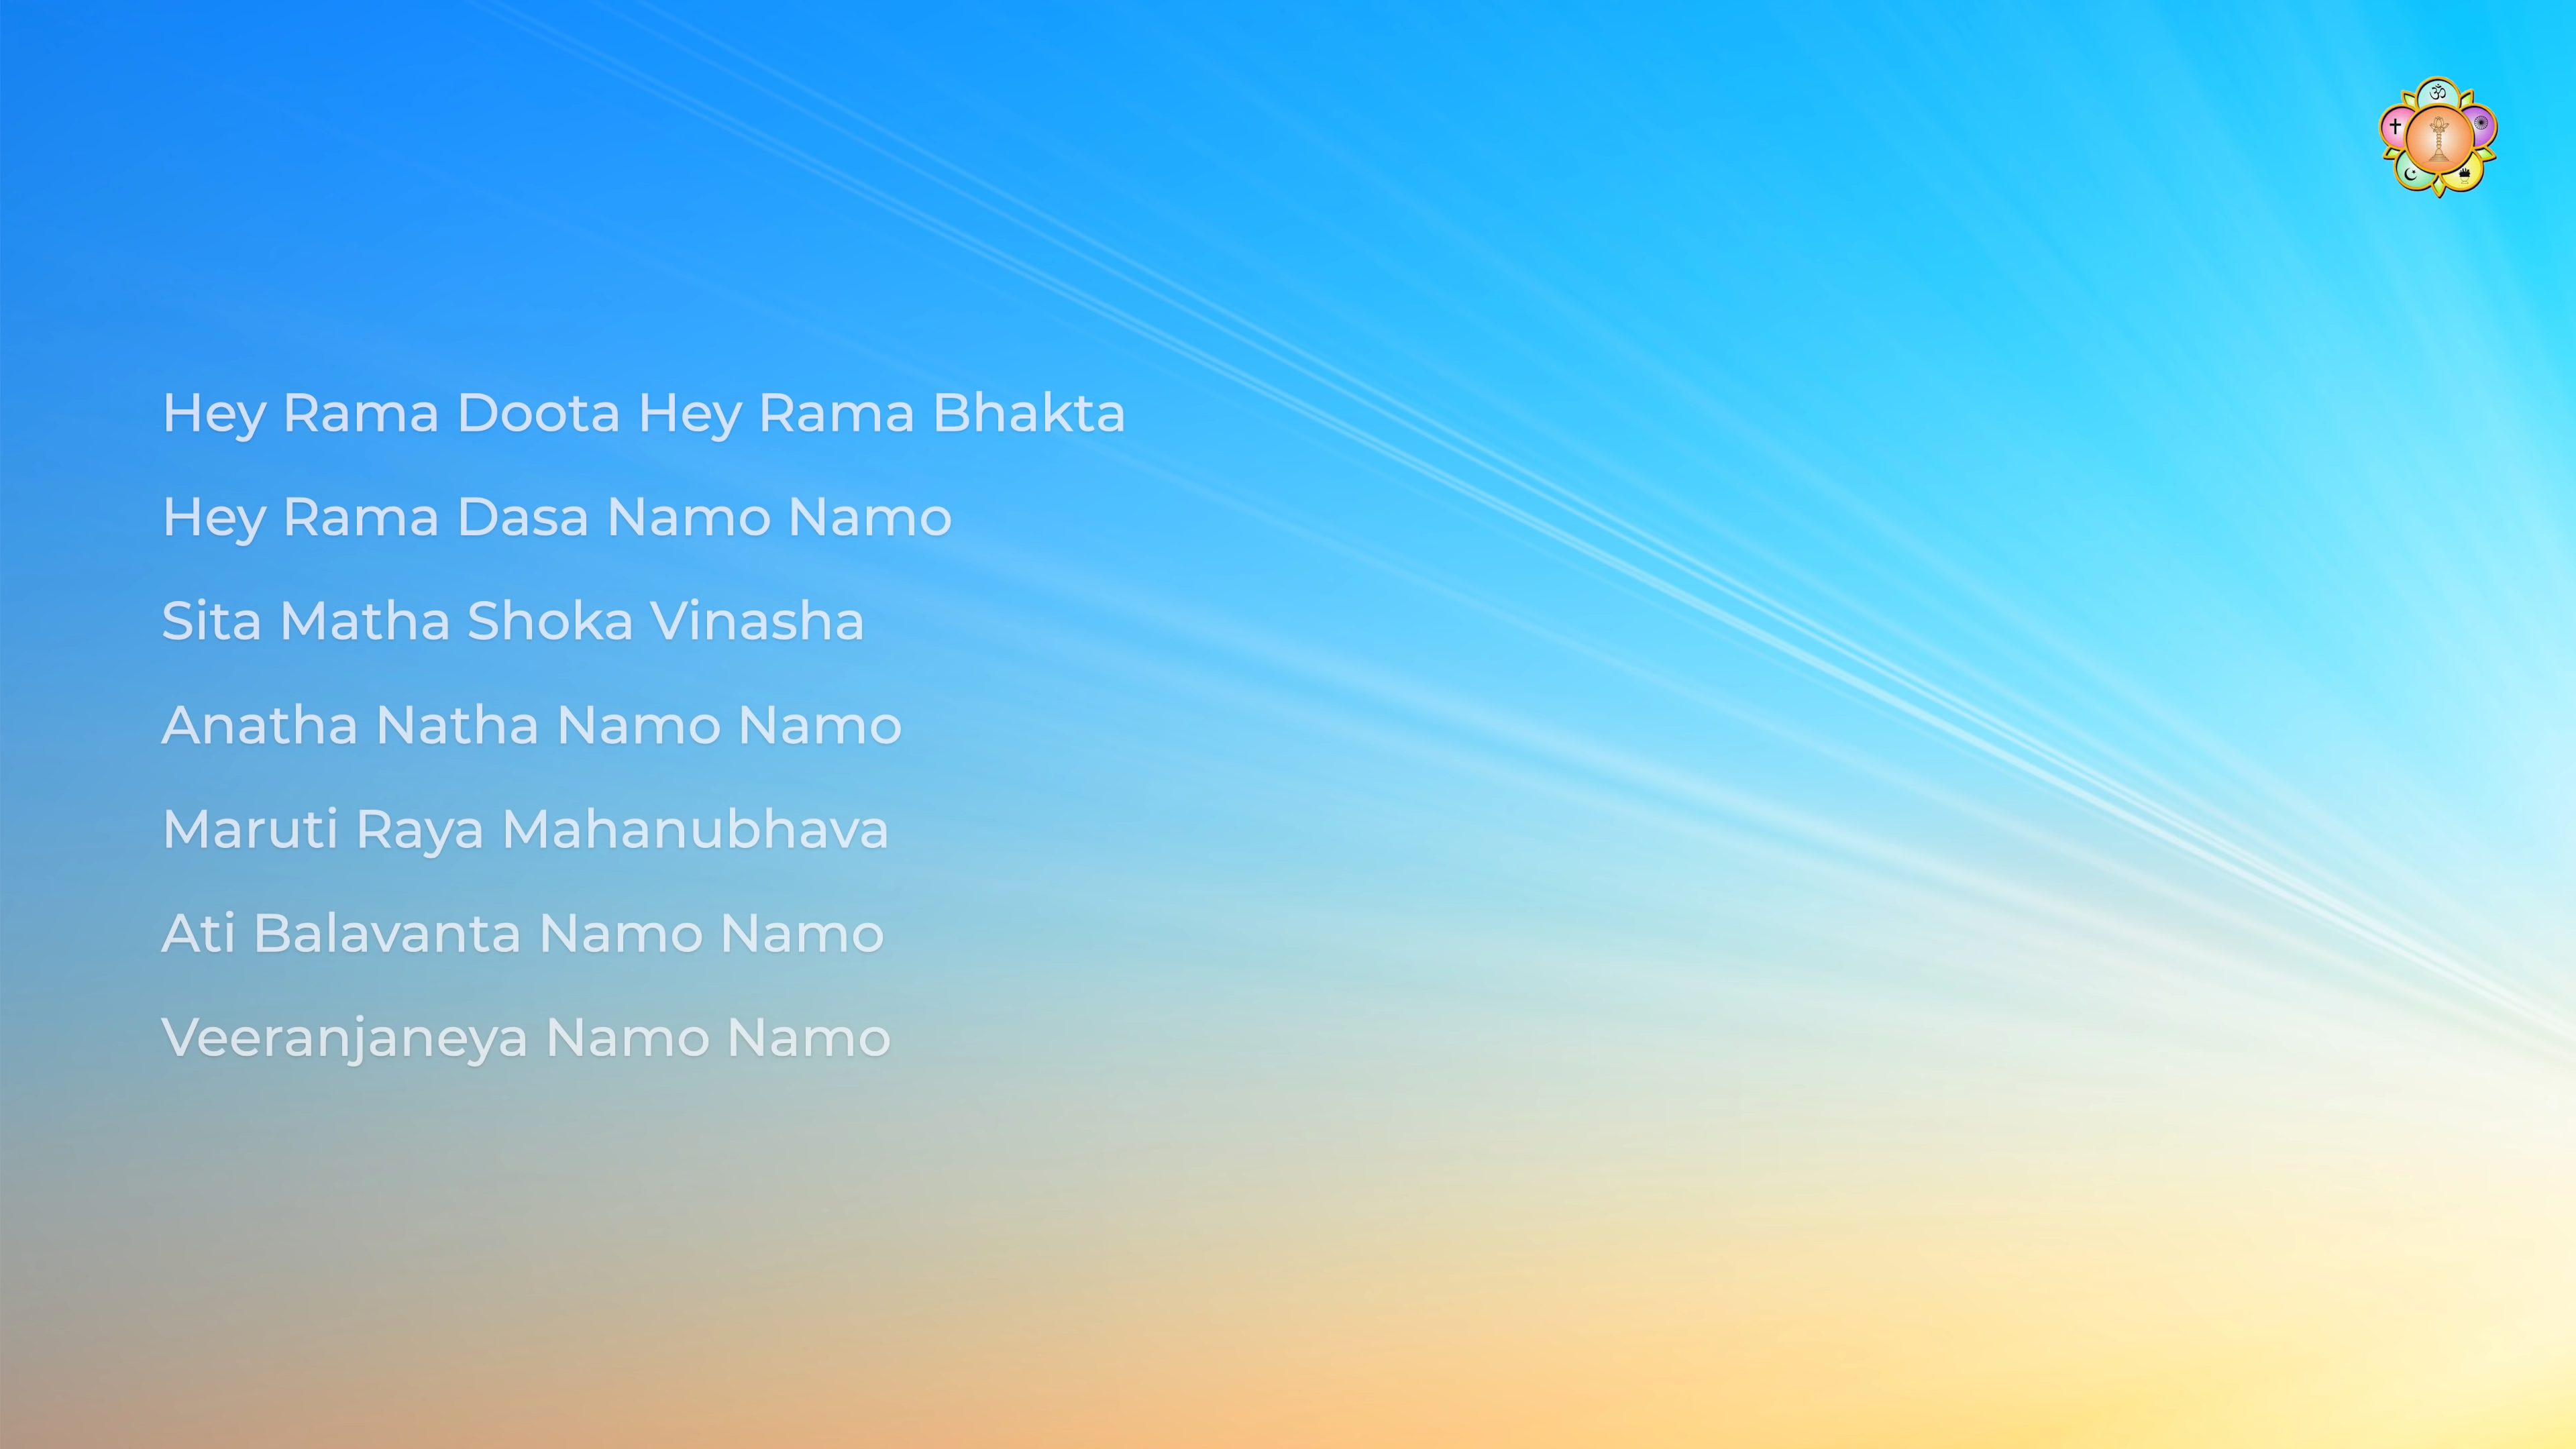 Hey Rama Doota Hey Rama Bhakta
Hey Rama Dasa Namo Namo
Sita Matha Shoka Vinasha
Anatha Natha Namo Namo
Maruti Raya Mahanubhava
Ati Balavanta Namo Namo
Veeranjaneya Namo Namo
ॐ